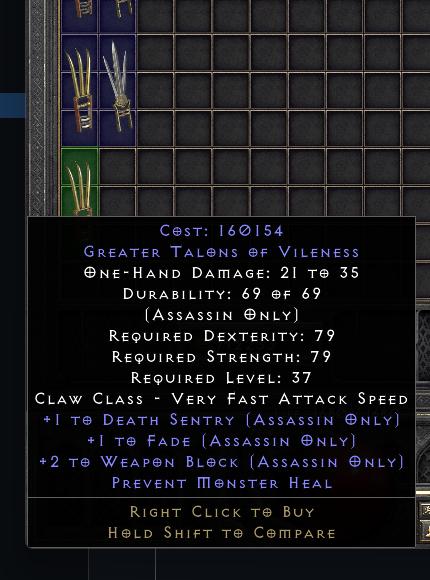 Cost: 160154
Greater Talons of Vileness
One-Hand Damage: 21 to 35
Durability: 69 of 69
(Assassin Only)
Required Dexterity: 79
Required Strength: 79
Required Level: 37
Claw Class - Very Fast Attack Speed
+1 to Death Sentry (Assassin Only)
+1 to Fade (Assassin Only)
+2 to Weapon Block (Assassin Only)
Prevent Monster Heal
Right Click to Buy
Hold Shift to Compare